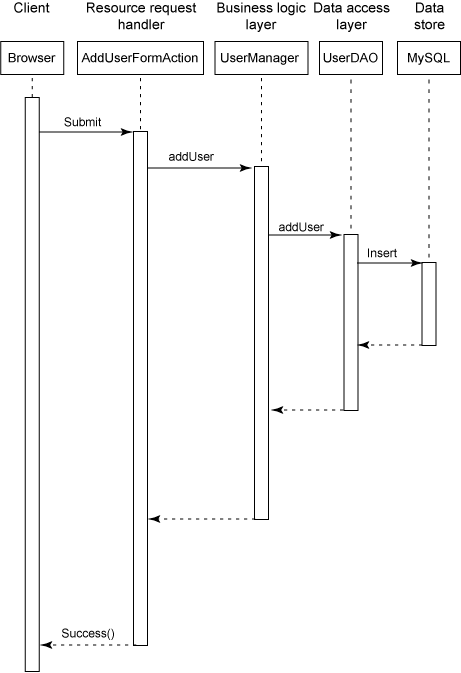 Client
Resource request
handler
Business logic
layer
Data access
layer
Data
store
Browser
AddUserFormAction
UserManager
UserDAO
MySQL
Submit
addUser
addUser
Insert
Success()